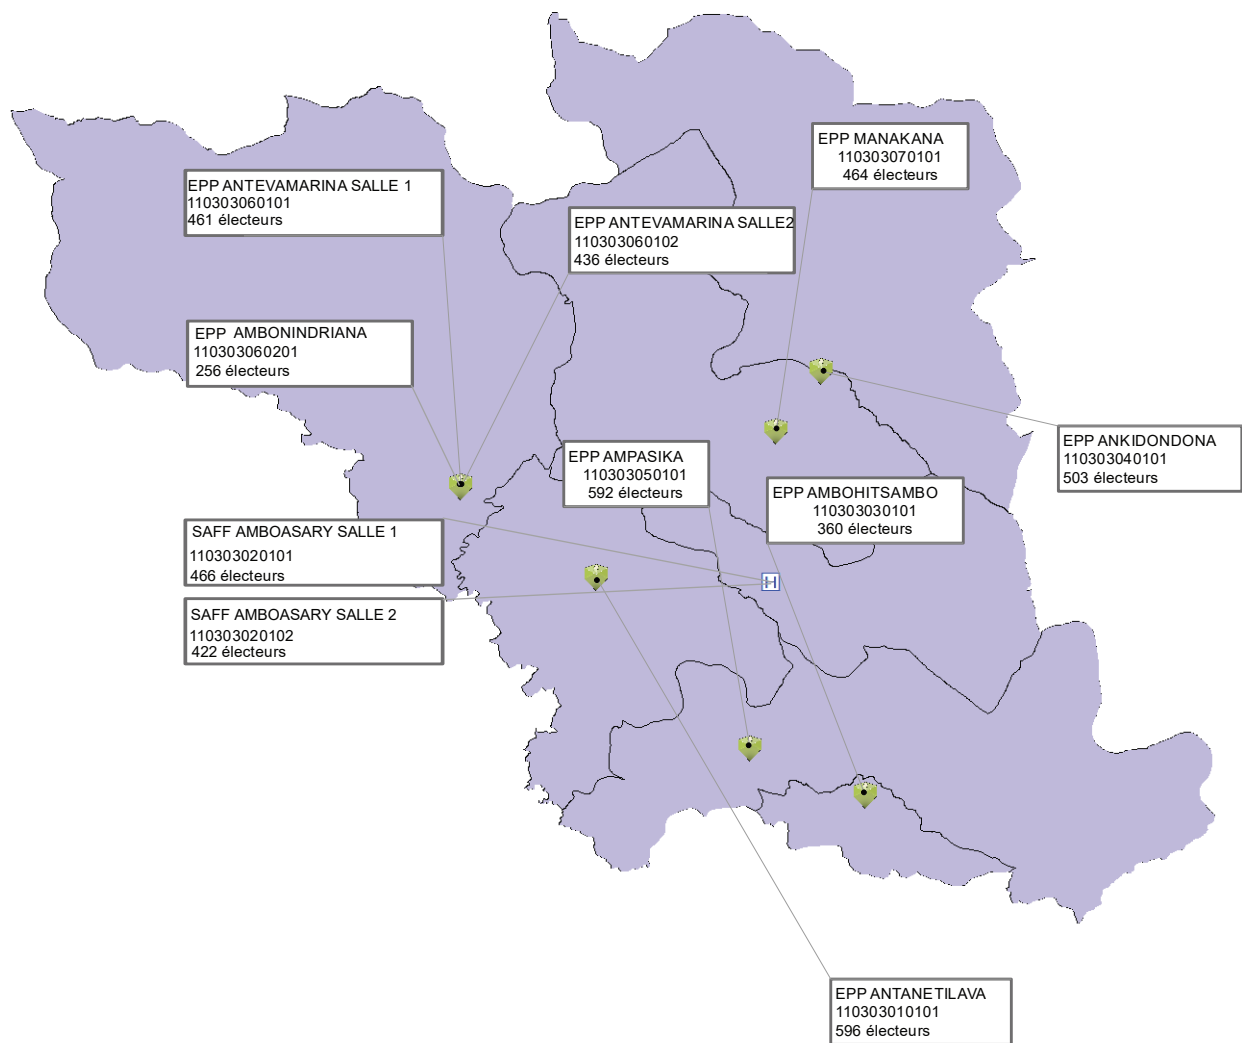 EPP MANAKANA
110303070101
464 électeurs
EPP ANTEVAMARINA SALLE 1
110303060101
461 électeurs
EPP ANTEVAMARINA SALLE2
110303060102
436 électeurs
EPP AMBONINDRIANA
110303060201
256 électeurs
EPP ANKIDONDONA
110303040101
503 électeurs
EPP AMPASIKA
110303050101
592 électeurs
EPP AMBOHITSAMBO
110303030101
360 électeurs
SAFF AMBOASARY SALLE 1
110303020101
466 électeurs
H
SAFF AMBOASARY SALLE 2
110303020102
422 électeurs
EPP ANTANETILAVA
110303010101
596 électeurs